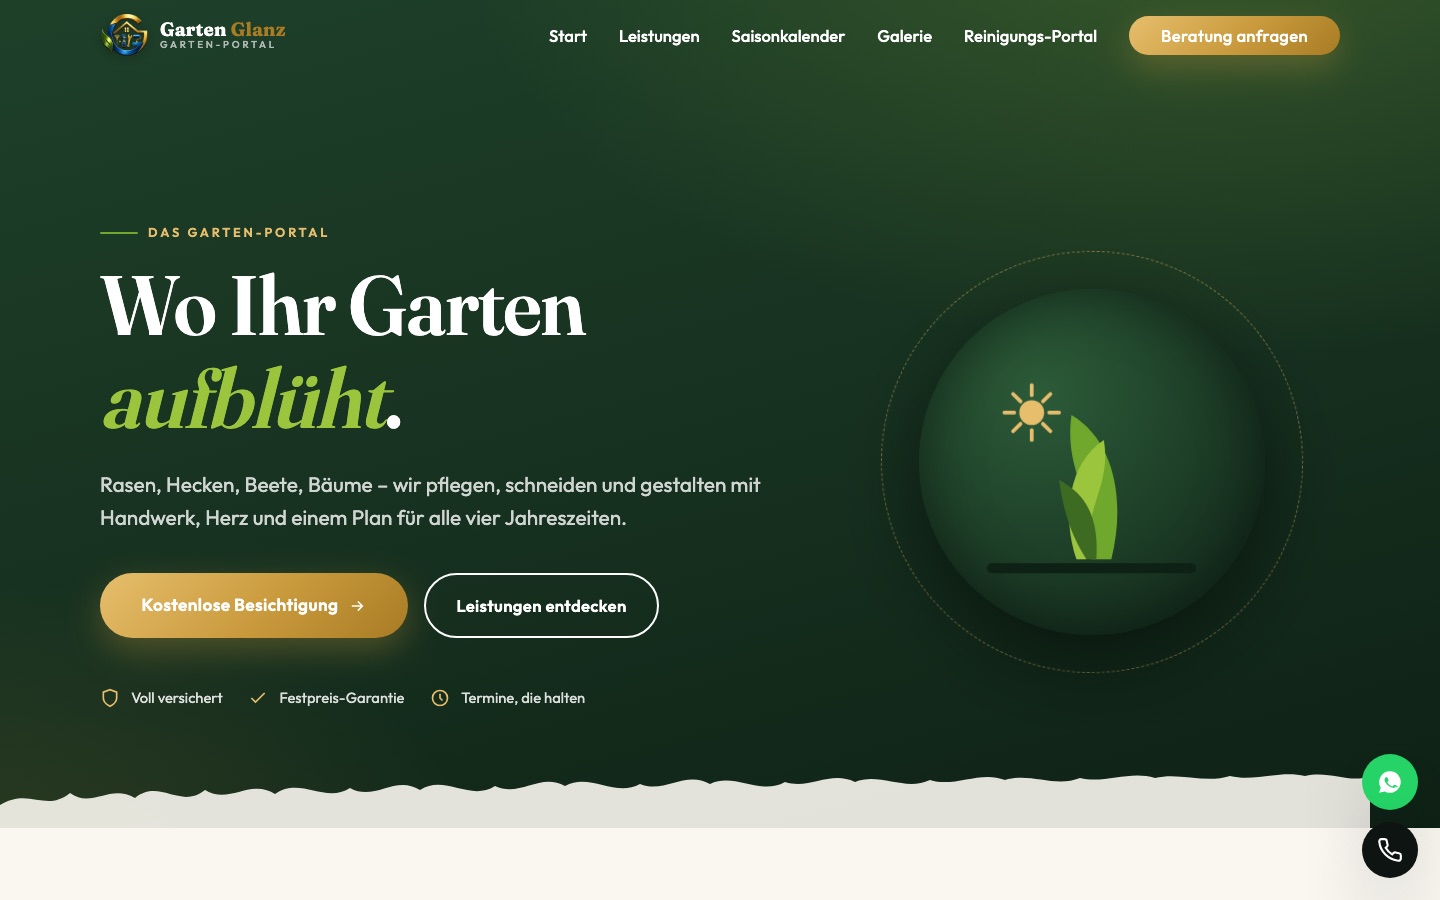 Garten Glanz
GARTEN-PORTAL
Start
Leistungen
Saisonkalender
Galerie
Reinigungs-Portal
Beratung anfragen
DAS GARTEN-PORTAL
Wo Ihr Garten
aufblüht.
Rasen, Hecken, Beete, Bäume – wir pflegen, schneiden und gestalten mit
Handwerk, Herz und einem Plan für alle vier Jahreszeiten.
Kostenlose Besichtigung →
Leistungen entdecken
Voll versichert
Festpreis-Garantie
Termine, die halten